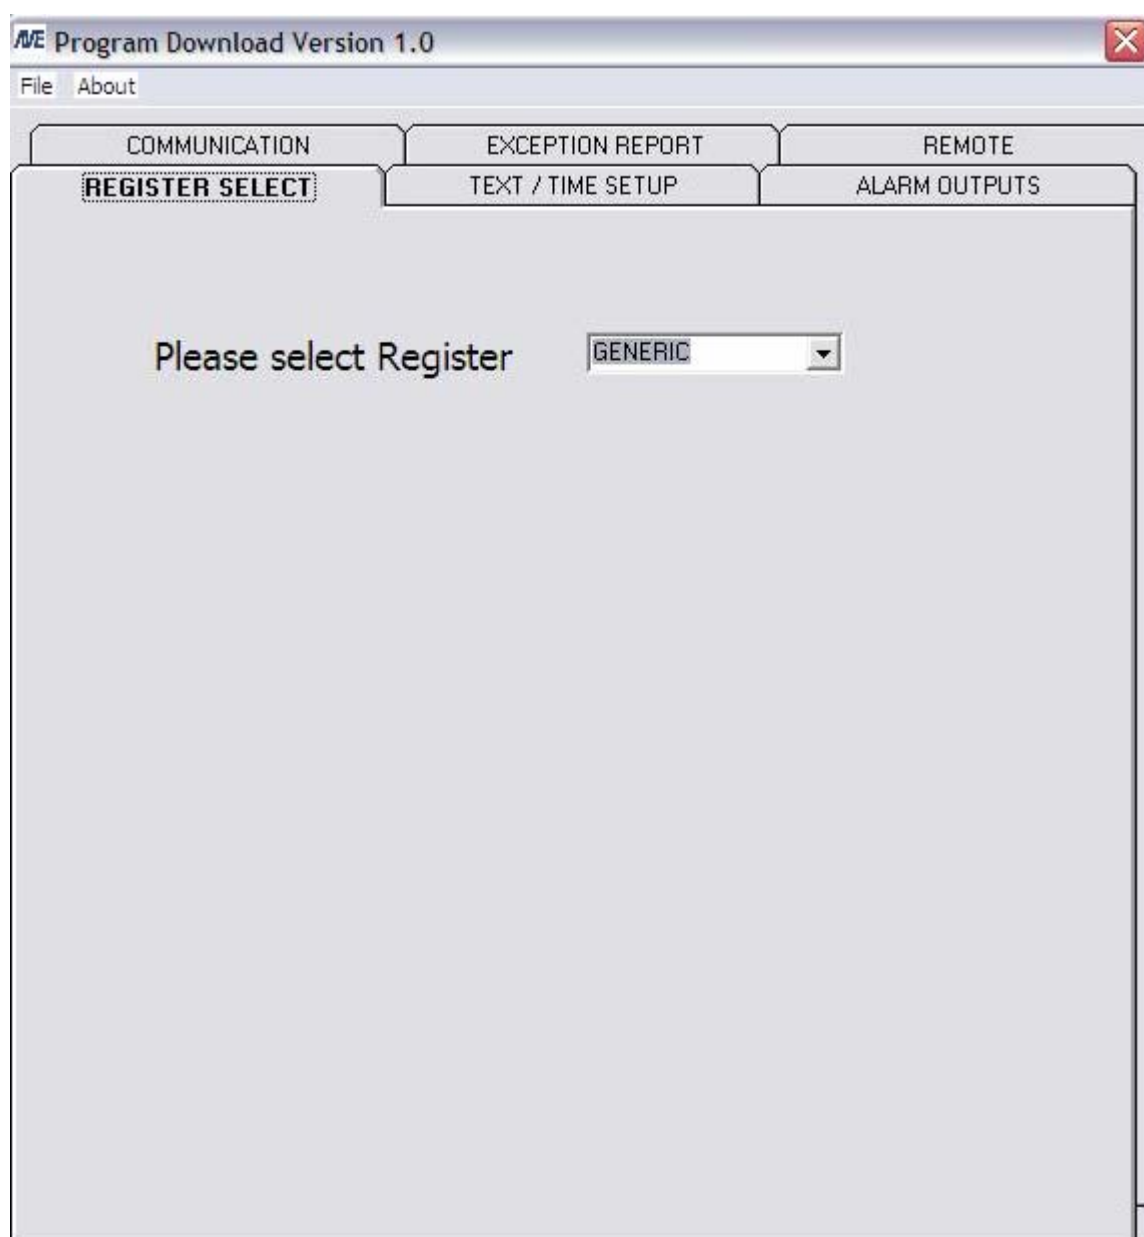 AVE Program Download Version 1.0
File About
COMMUNICATION EXCEPTION REPORT REMOTE
REGISTER SELECT TEXT / TIME SETUP ALARM OUTPUTS
Please select Register GENERIC